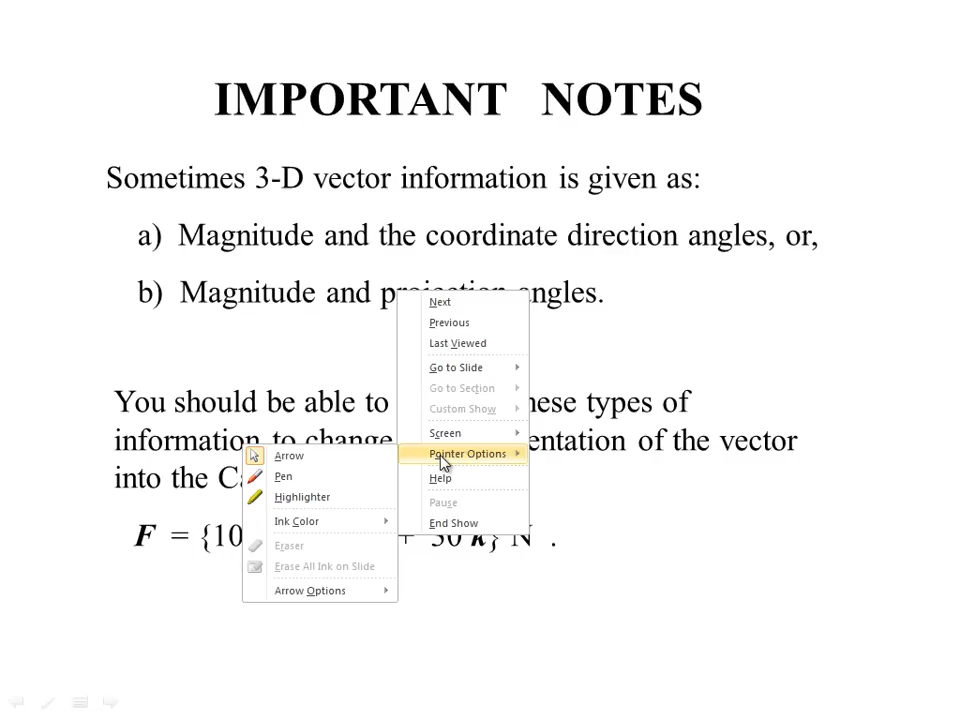 IMPORTANT NOTES
Sometimes 3-D vector information is given as:
a) Magnitude and the coordinate direction angles, or,
b) Magnitude and projection angles.
You should be able to these types of
information to change entation of the vector
into the
F = {10 + 30 k} N .
Next
Previous
Last Viewed
Go to Slide
Go to Section
Custom Show
Screen
Pointer Options
Help
Pause
End Show
Arrow
Pen
Highlighter
Ink Color
Eraser
Erase All Ink on Slide
Arrow Options